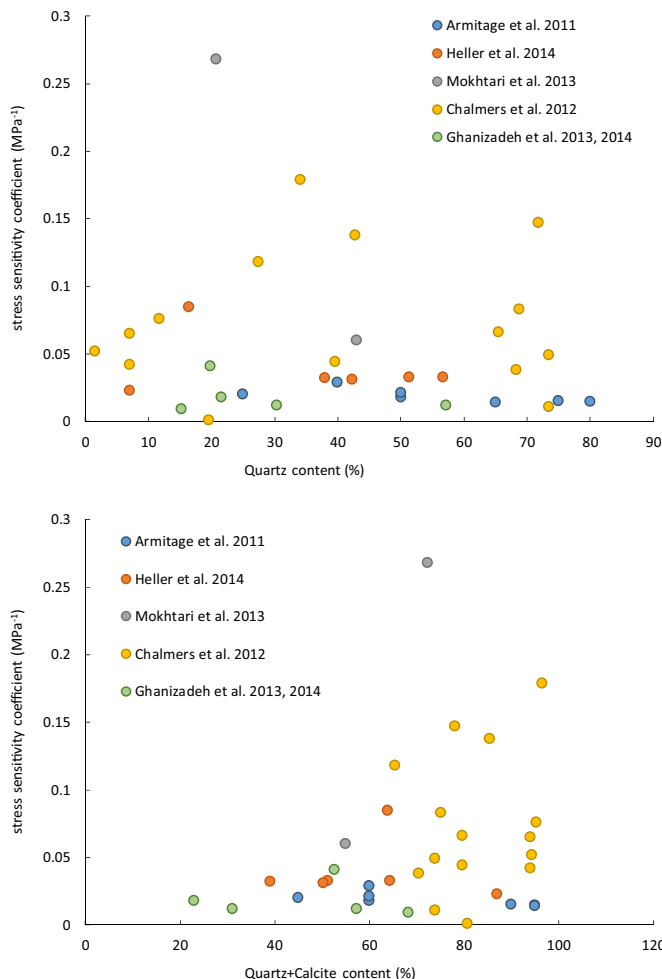 0.3
0.25
0.2
0.15
0.1
0.05
0
stress sensitivity coefficient (MPa⁻¹)
Armitage et al. 2011
Heller et al. 2014
Mokhtari et al. 2013
Chalmers et al. 2012
Ghanizadeh et al. 2013, 2014
0 10 20 30 40 50 60 70 80 90
Quartz content (%)
0.3
0.25
0.2
0.15
0.1
0.05
0
stress sensitivity coefficient (MPa⁻¹)
Armitage et al. 2011
Heller et al. 2014
Mokhtari et al. 2013
Chalmers et al. 2012
Ghanizadeh et al. 2013, 2014
0 20 40 60 80 100 120
Quartz+Calcite content (%)